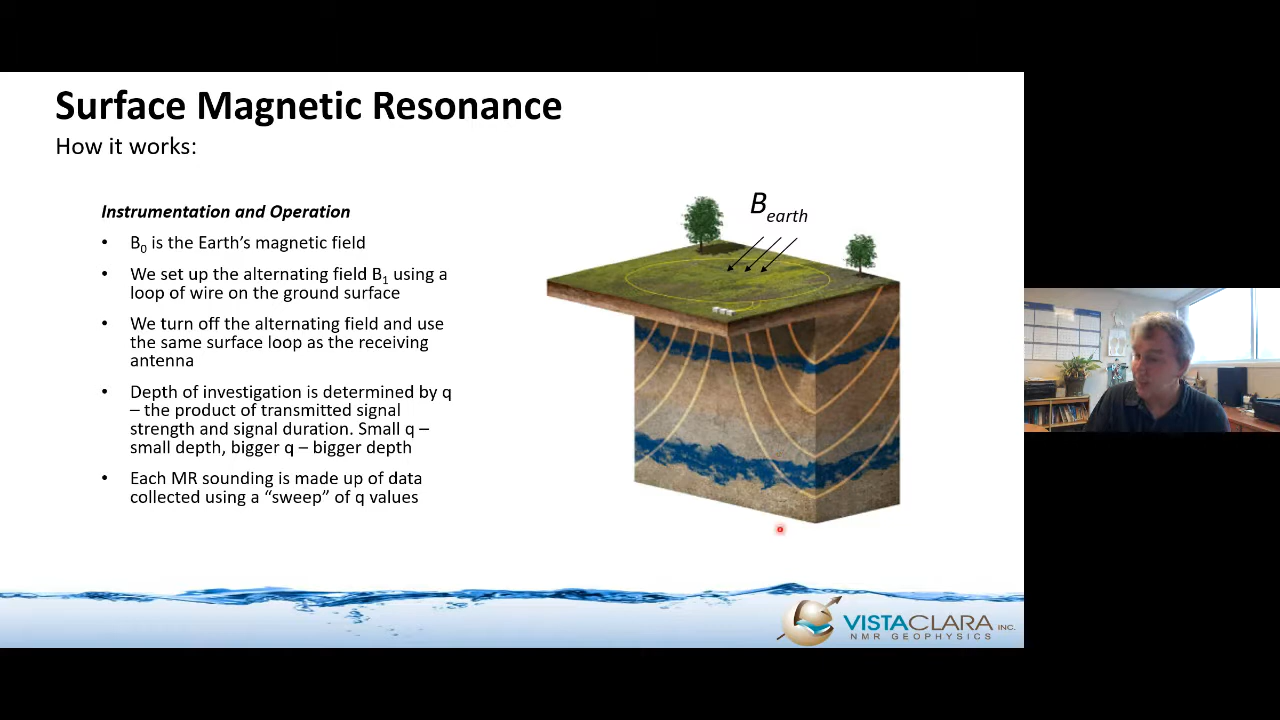 Surface Magnetic Resonance
How it works:
Instrumentation and Operation
• B0 is the Earth's magnetic field
• We set up the alternating field B1 using a
loop of wire on the ground surface
• We turn off the alternating field and use
the same surface loop as the receiving
antenna
• Depth of investigation is determined by q
– the product of transmitted signal
strength and signal duration. Small q –
small depth, bigger q – bigger depth
• Each MR sounding is made up of data
collected using a “sweep” of q values
Bearth
VISTACLARA INC.
NMR GEOPHYSICS